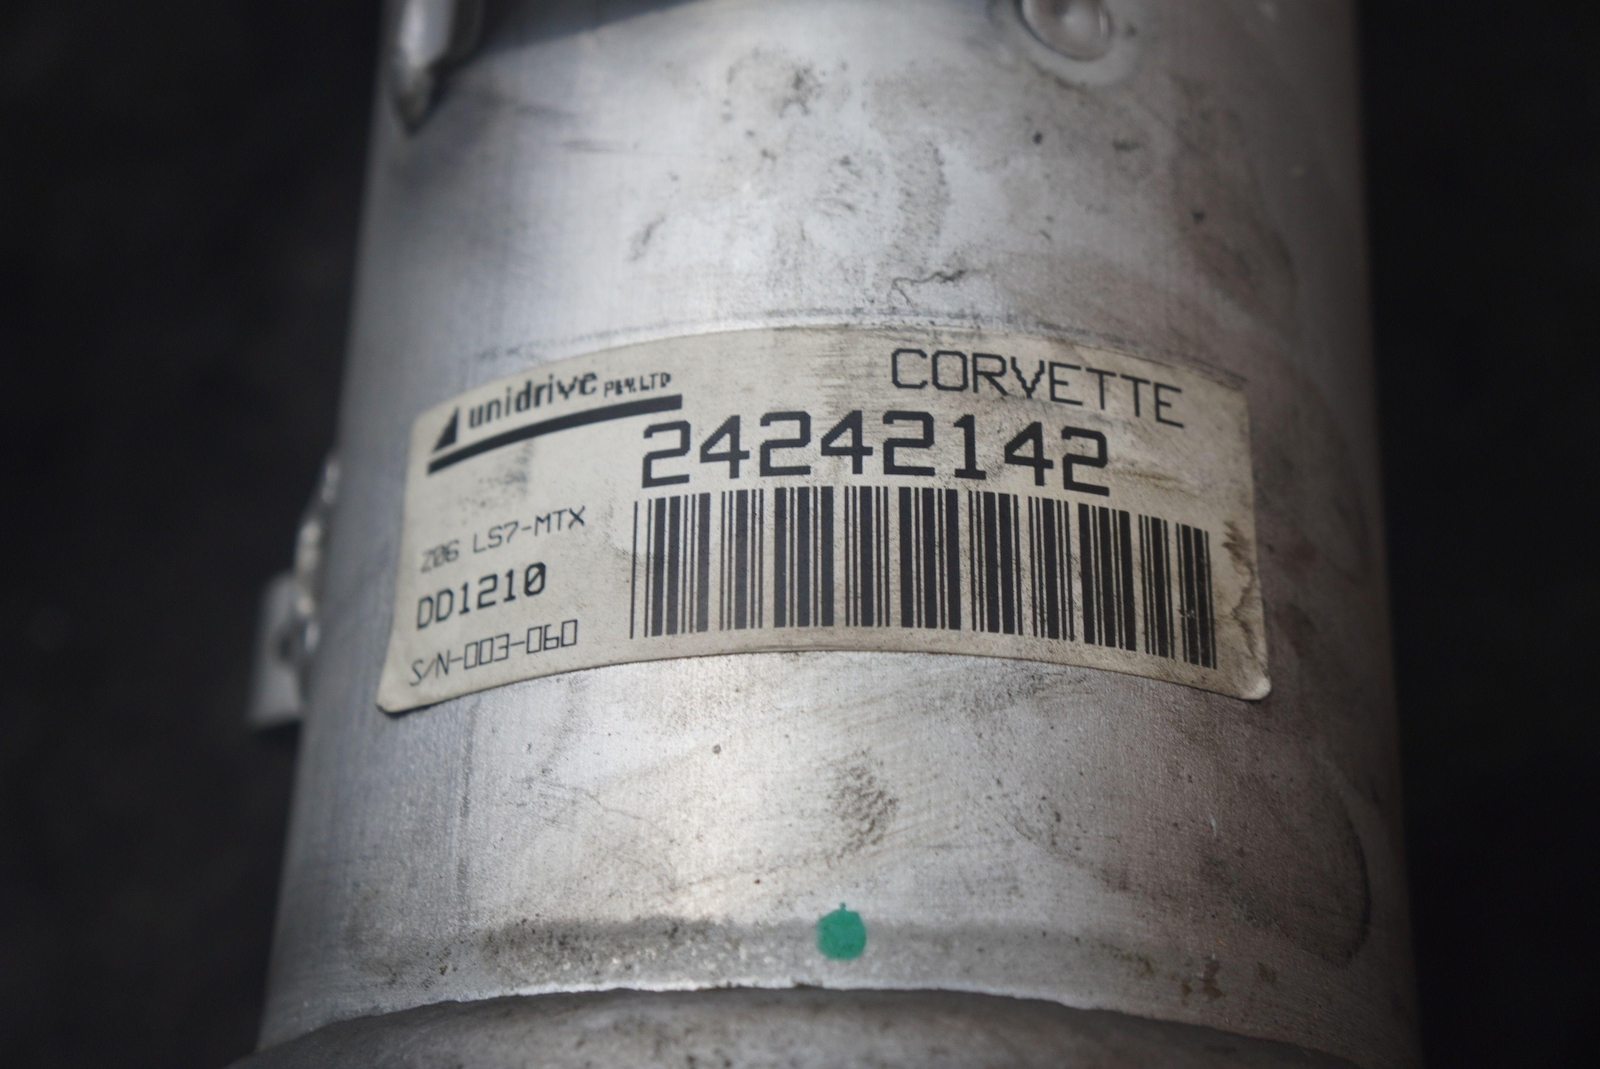 unidrive PTY.LTD
CORVETTE
24242142
Z06 LS7-MTX
DD1210
S/N-003-060